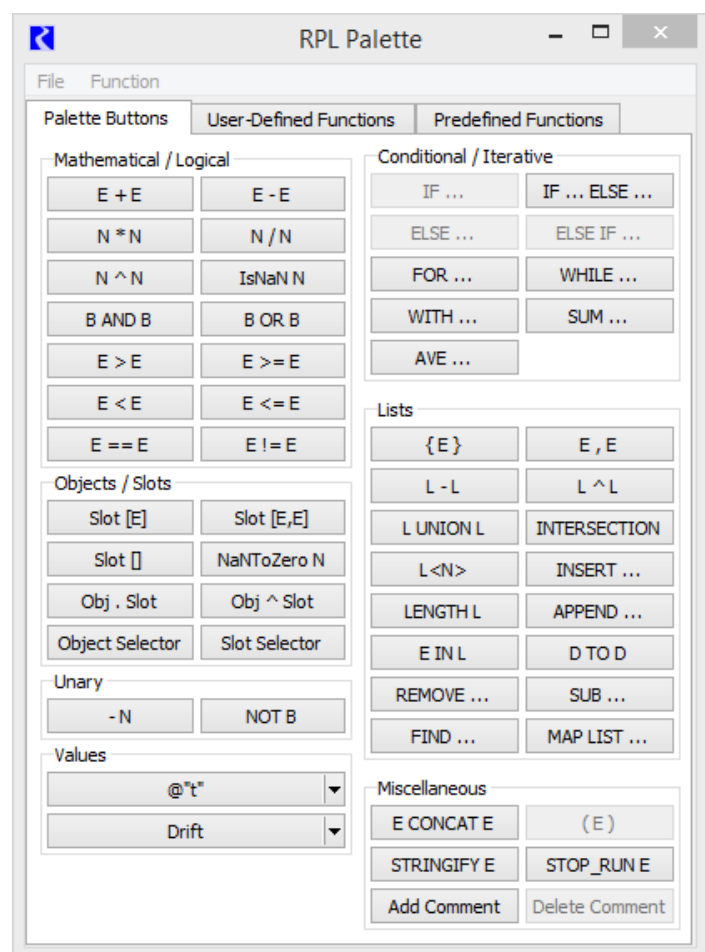 RPL Palette
File Function
Palette Buttons User-Defined Functions Predefined Functions
Mathematical / Logical
E + E E - E
N * N N / N
N ^ N IsNaN N
B AND B B OR B
E > E E >= E
E < E E <= E
E == E E != E
Objects / Slots
Slot [E] Slot [E,E]
Slot [] NaNToZero N
Obj . Slot Obj ^ Slot
Object Selector Slot Selector
Unary
- N NOT B
Values
@"t"
Drift
Conditional / Iterative
IF ... IF ... ELSE ...
ELSE ... ELSE IF ...
FOR ... WHILE ...
WITH ... SUM ...
AVE ...
Lists
{ E } E , E
L - L L ^ L
L UNION L INTERSECTION
L<N> INSERT ...
LENGTH L APPEND ...
E IN L D TO D
REMOVE ... SUB ...
FIND ... MAP LIST ...
Miscellaneous
E CONCAT E ( E )
STRINGIFY E STOP_RUN E
Add Comment Delete Comment